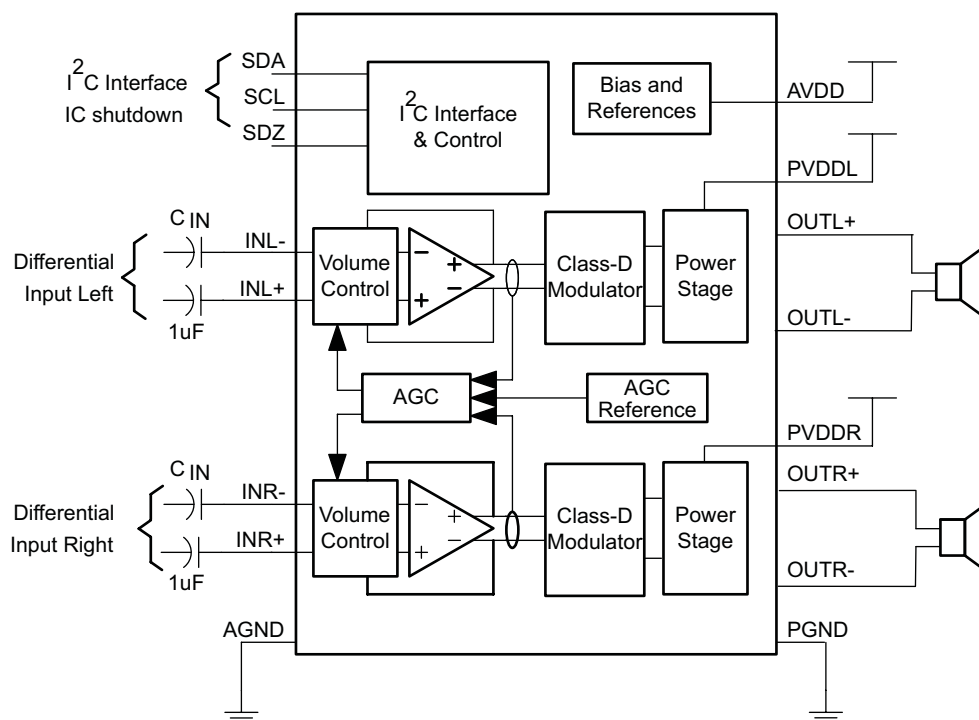 SDA
I2C Interface
IC shutdown
SCL
SDZ
I2C Interface
& Control
Bias and
References
AVDD
PVDDL
OUTL+
CIN
INL-
Differential
Input Left
INL+
1uF
Volume
Control
−
+
+
−
Class-D
Modulator
Power
Stage
OUTL-
AGC
AGC
Reference
PVDDR
OUTR+
CIN
INR-
Differential
Input Right
INR+
1uF
Volume
Control
−
+
+
−
Class-D
Modulator
Power
Stage
OUTR-
AGND
PGND